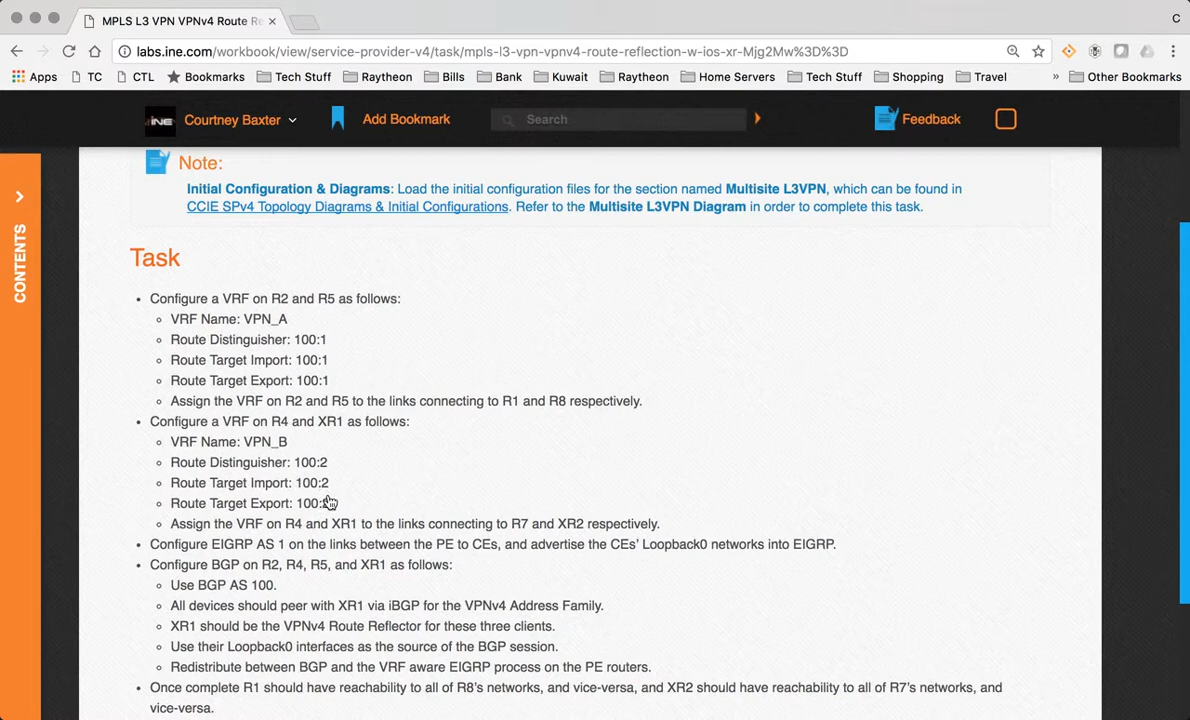 MPLS L3 VPN VPNv4 Route Re
C
labs.ine.com/workbook/view/service-provider-v4/task/mpls-l3-vpn-vpnv4-route-reflection-w-ios-xr-Mjg2Mw%3D%3D
Apps TC CTL Bookmarks Tech Stuff Raytheon Bills Bank Kuwait Raytheon Home Servers Tech Stuff Shopping Travel » Other Bookmarks
INE Courtney Baxter Add Bookmark Search Feedback
CONTENTS
Note:
Initial Configuration & Diagrams: Load the initial configuration files for the section named Multisite L3VPN, which can be found in
CCIE SPv4 Topology Diagrams & Initial Configurations. Refer to the Multisite L3VPN Diagram in order to complete this task.
Task
• Configure a VRF on R2 and R5 as follows:
◦ VRF Name: VPN_A
◦ Route Distinguisher: 100:1
◦ Route Target Import: 100:1
◦ Route Target Export: 100:1
◦ Assign the VRF on R2 and R5 to the links connecting to R1 and R8 respectively.
• Configure a VRF on R4 and XR1 as follows:
◦ VRF Name: VPN_B
◦ Route Distinguisher: 100:2
◦ Route Target Import: 100:2
◦ Route Target Export: 100:
◦ Assign the VRF on R4 and XR1 to the links connecting to R7 and XR2 respectively.
• Configure EIGRP AS 1 on the links between the PE to CEs, and advertise the CEs' Loopback0 networks into EIGRP.
• Configure BGP on R2, R4, R5, and XR1 as follows:
◦ Use BGP AS 100.
◦ All devices should peer with XR1 via iBGP for the VPNv4 Address Family.
◦ XR1 should be the VPNv4 Route Reflector for these three clients.
◦ Use their Loopback0 interfaces as the source of the BGP session.
◦ Redistribute between BGP and the VRF aware EIGRP process on the PE routers.
• Once complete R1 should have reachability to all of R8's networks, and vice-versa, and XR2 should have reachability to all of R7's networks, and
vice-versa.